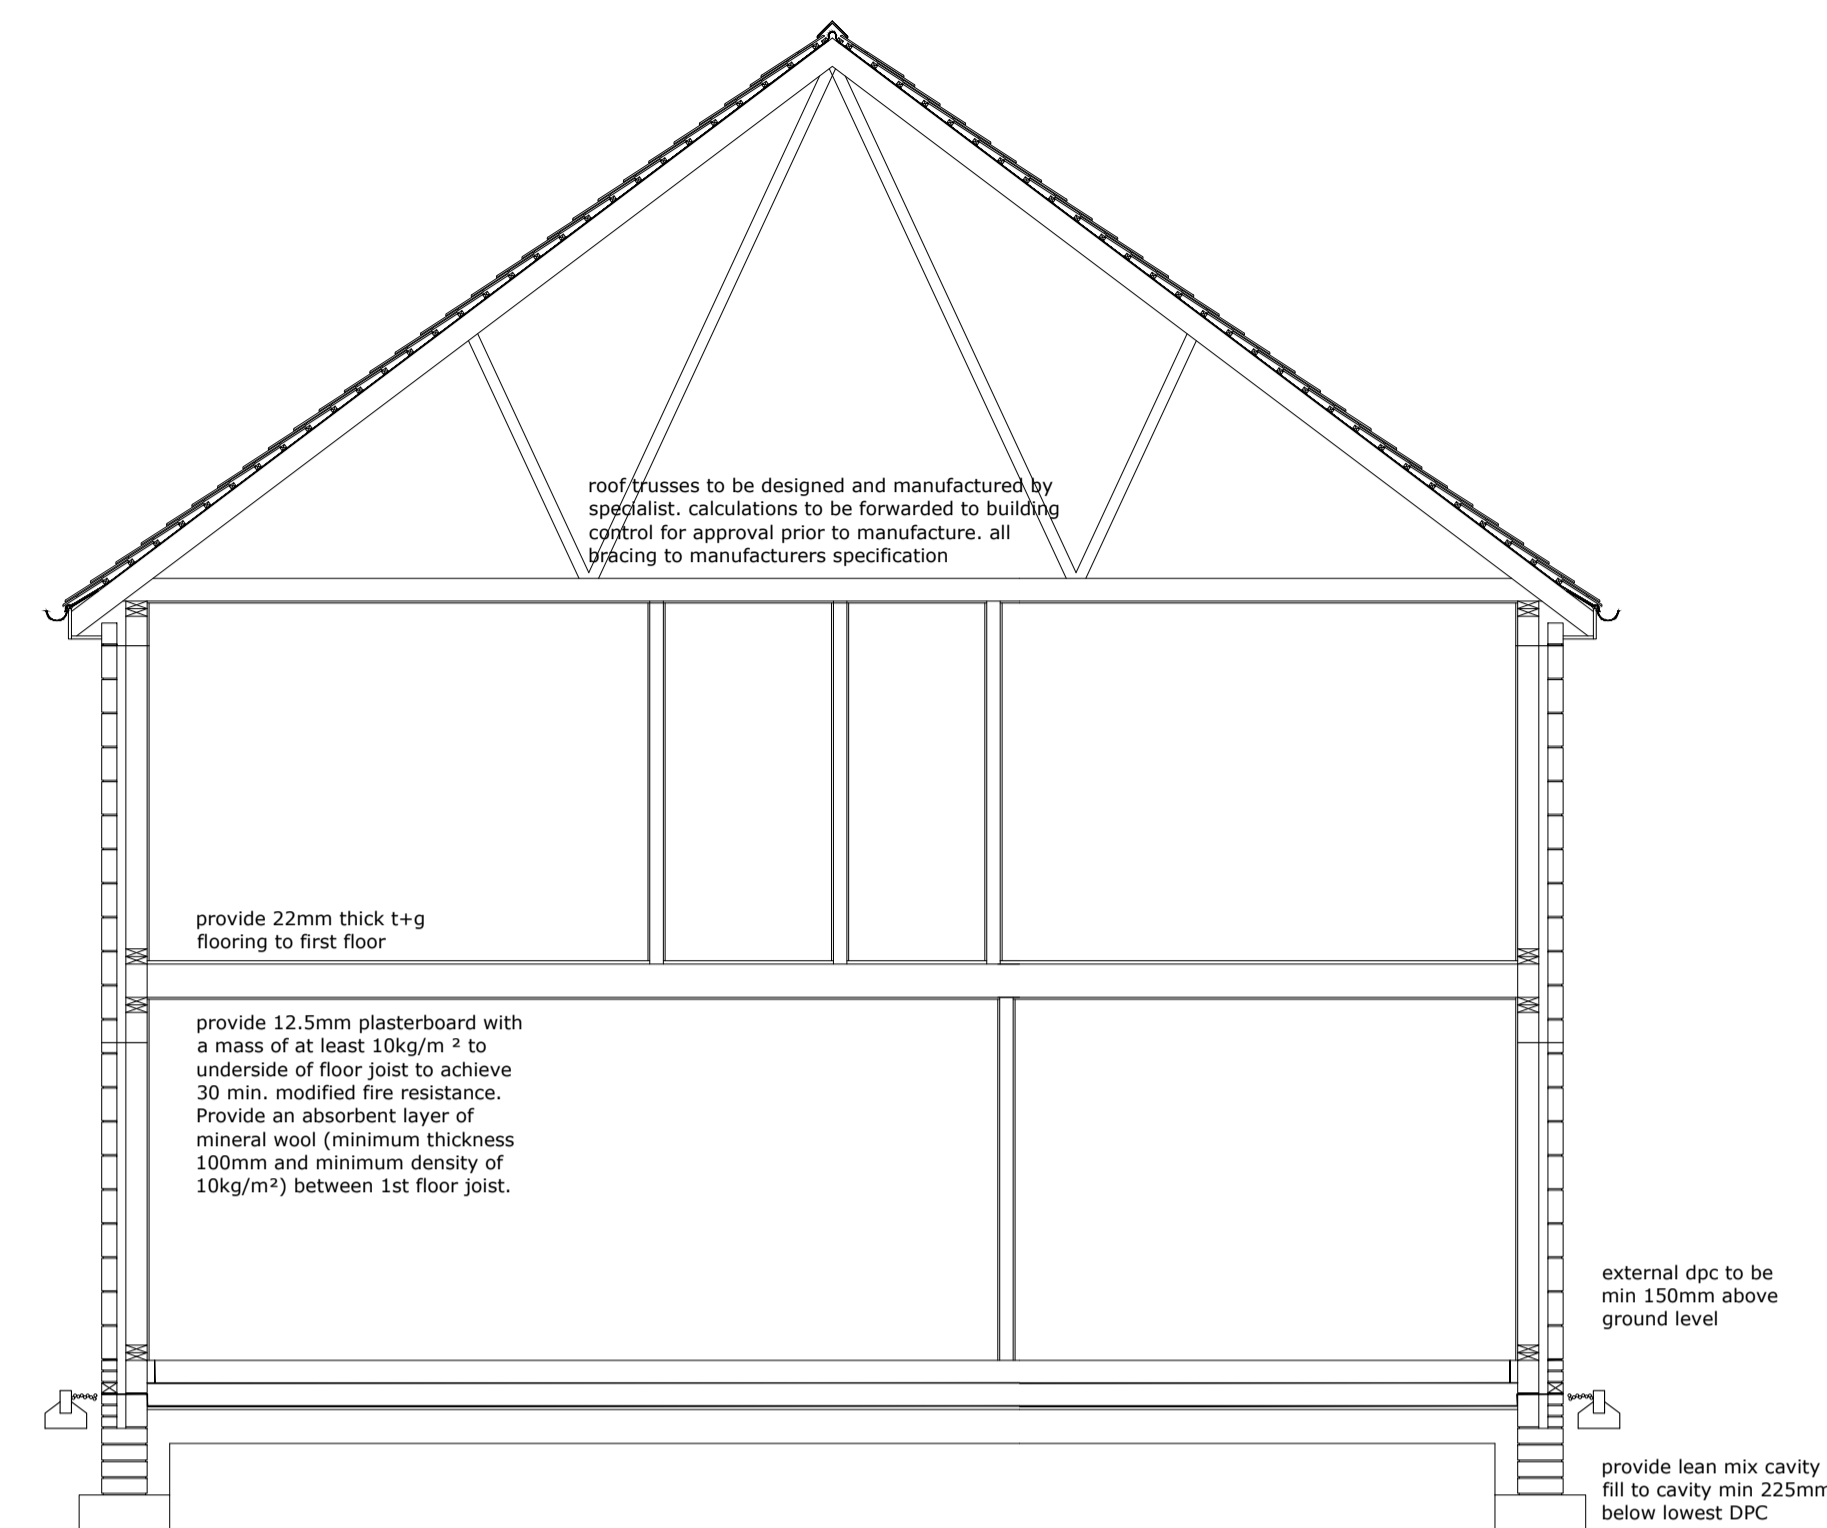 roof trusses to be designed and manufactured by
specialist. calculations to be forwarded to building
control for approval prior to manufacture. all
bracing to manufacturers specification
provide 22mm thick t+g
flooring to first floor
provide 12.5mm plasterboard with
a mass of at least 10kg/m ² to
underside of floor joist to achieve
30 min. modified fire resistance.
Provide an absorbent layer of
mineral wool (minimum thickness
100mm and minimum density of
10kg/m²) between 1st floor joist.
external dpc to be
min 150mm above
ground level
provide lean mix cavity
fill to cavity min 225mm
below lowest DPC